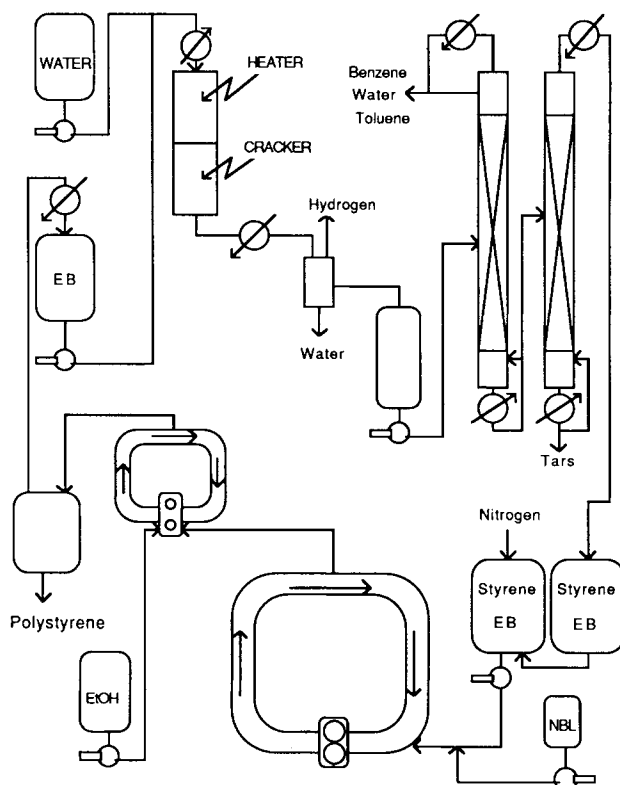 WATER
HEATER
CRACKER
Benzene
Water
Toluene
Hydrogen
EB
Water
Tars
Nitrogen
Styrene
EB
Styrene
EB
Polystyrene
EtOH
NBL